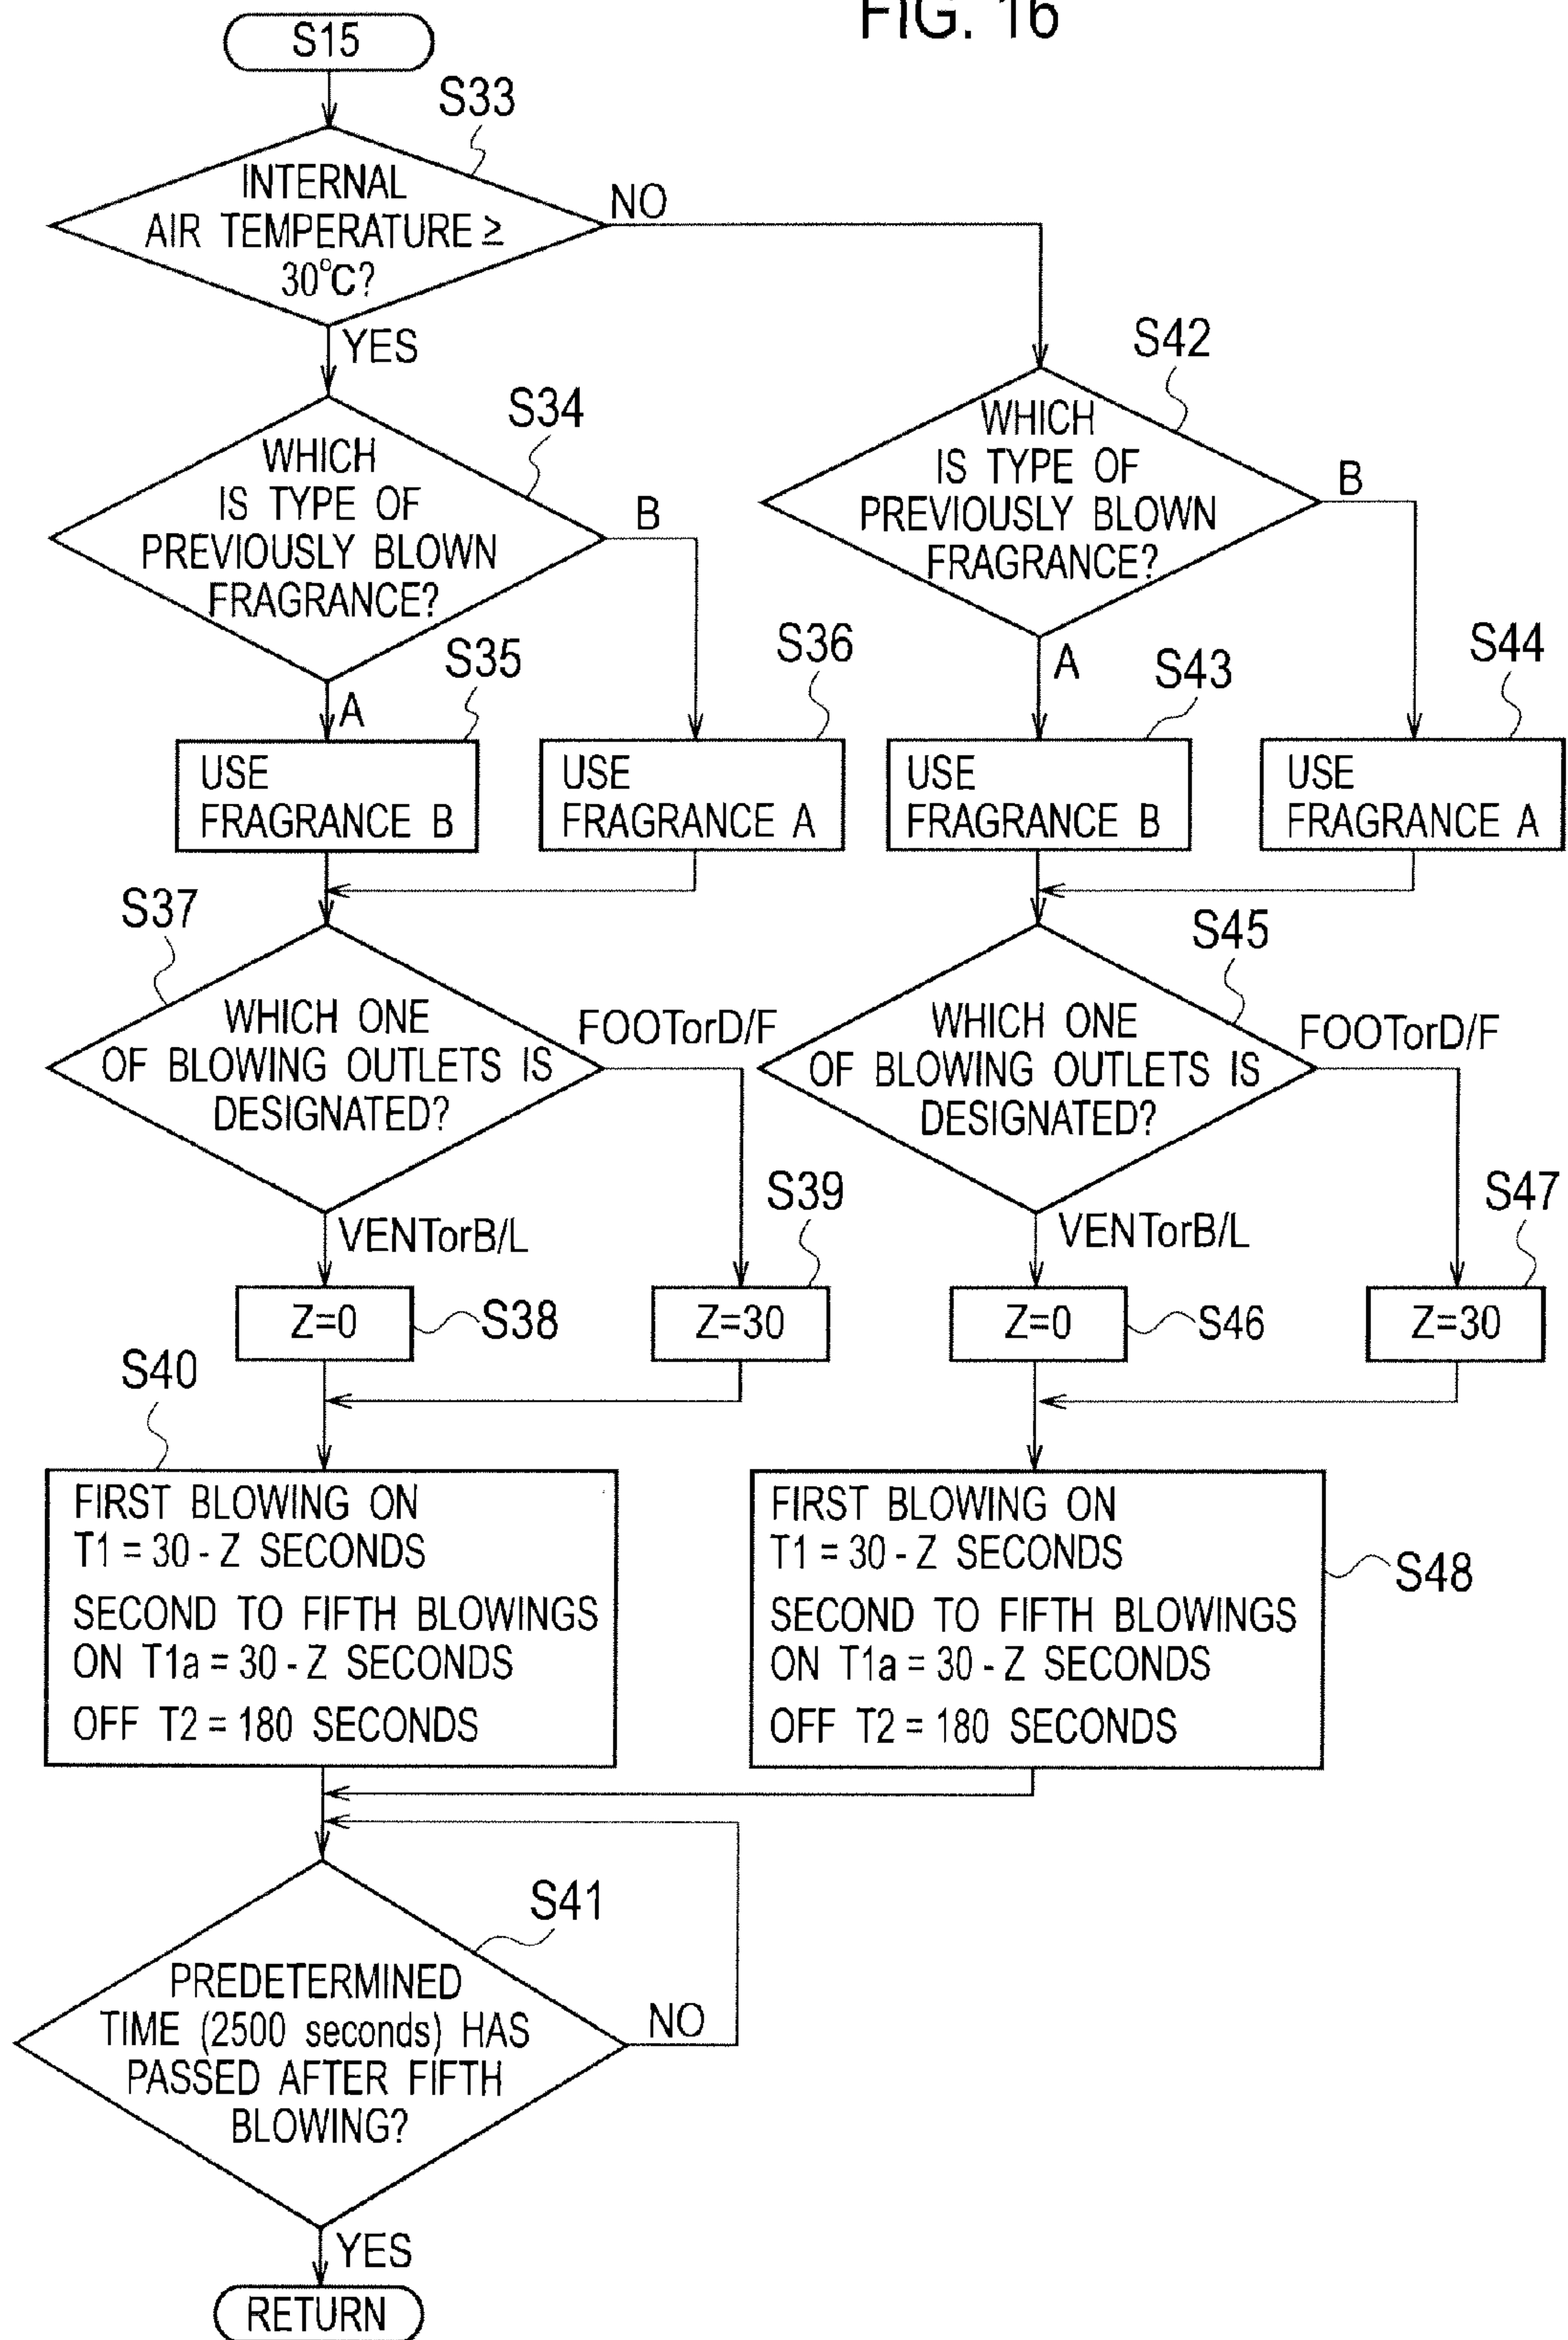 FIG. 16
S15
S33
INTERNAL
AIR TEMPERATURE ≥
30°C?
NO
YES
S34
WHICH
IS TYPE OF
PREVIOUSLY BLOWN
FRAGRANCE?
B
A
S42
WHICH
IS TYPE OF
PREVIOUSLY BLOWN
FRAGRANCE?
B
A
S35
USE
FRAGRANCE B
S36
USE
FRAGRANCE A
S43
USE
FRAGRANCE B
S44
USE
FRAGRANCE A
S37
WHICH ONE
OF BLOWING OUTLETS IS
DESIGNATED?
FOOTorD/F
VENTorB/L
S45
WHICH ONE
OF BLOWING OUTLETS IS
DESIGNATED?
FOOTorD/F
VENTorB/L
Z=0
S38
S39
Z=30
Z=0
S46
S47
Z=30
S40
FIRST BLOWING ON
T1 = 30 - Z SECONDS
SECOND TO FIFTH BLOWINGS
ON T1a = 30 - Z SECONDS
OFF T2 = 180 SECONDS
FIRST BLOWING ON
T1 = 30 - Z SECONDS
SECOND TO FIFTH BLOWINGS
ON T1a = 30 - Z SECONDS
OFF T2 = 180 SECONDS
S48
S41
PREDETERMINED
TIME (2500 seconds) HAS
PASSED AFTER FIFTH
BLOWING?
NO
YES
RETURN